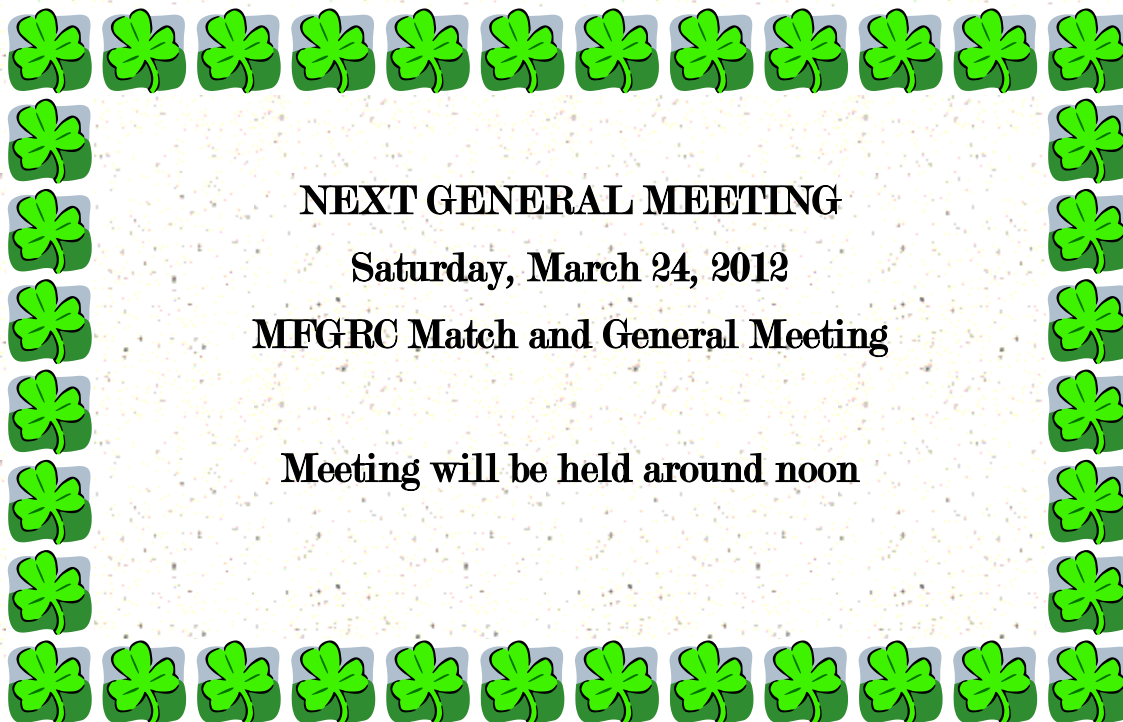 NEXT GENERAL MEETING
Saturday, March 24, 2012
MFGRC Match and General Meeting
Meeting will be held around noon